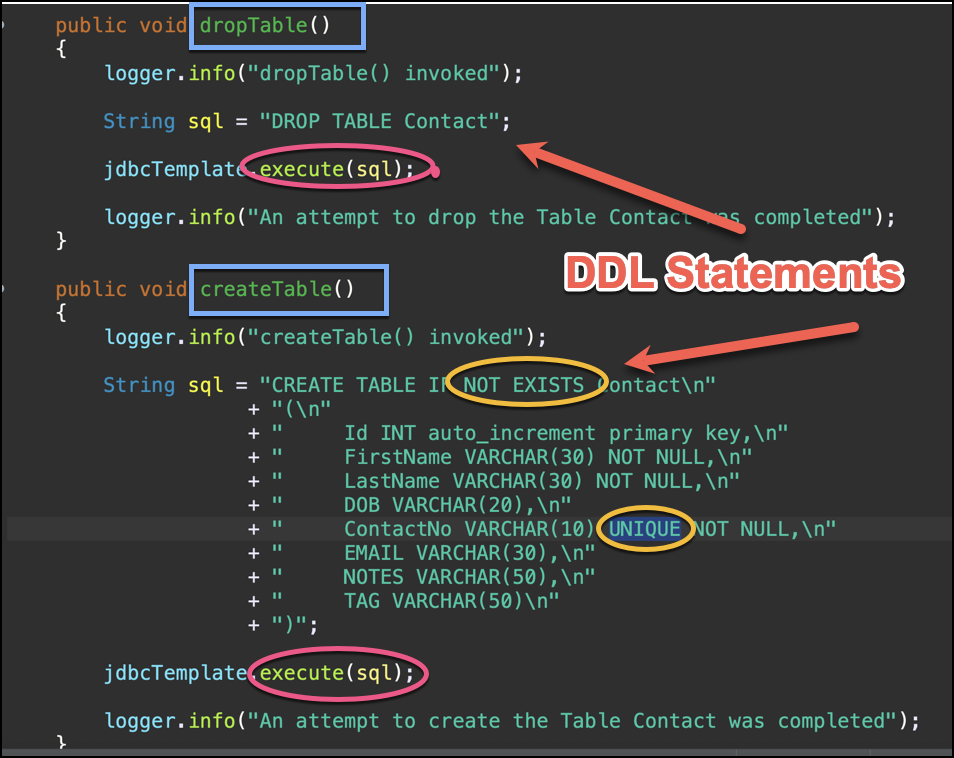 public void dropTable()
{
logger.info("dropTable() invoked");
String sql = "DROP TABLE Contact";
jdbcTemplate.execute(sql);
logger.info("An attempt to drop the Table Contact was completed");
}
DDL Statements
public void createTable()
{
logger.info("createTable() invoked");
String sql = "CREATE TABLE IF NOT EXISTS Contact\n"
+ "(\n"
+ " Id INT auto_increment primary key,\n"
+ " FirstName VARCHAR(30) NOT NULL,\n"
+ " LastName VARCHAR(30) NOT NULL,\n"
+ " DOB VARCHAR(20),\n"
+ " ContactNo VARCHAR(10) UNIQUE NOT NULL,\n"
+ " EMAIL VARCHAR(30),\n"
+ " NOTES VARCHAR(50),\n"
+ " TAG VARCHAR(50)\n"
+ ")";
jdbcTemplate.execute(sql);
logger.info("An attempt to create the Table Contact was completed");
}